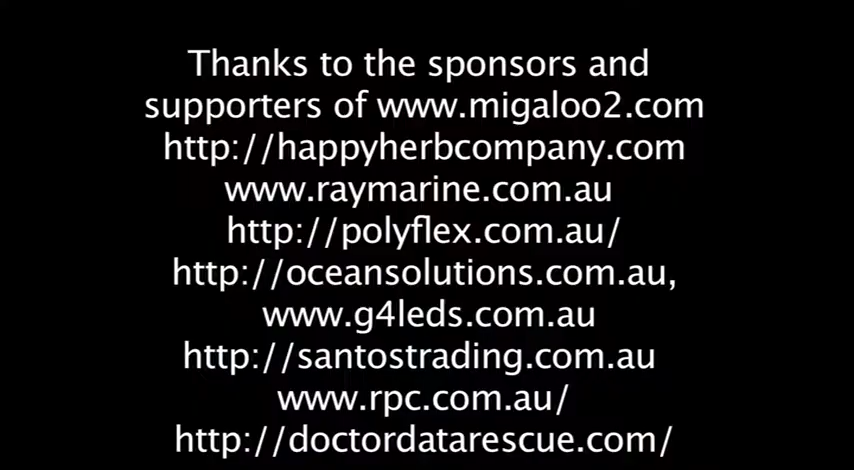 Thanks to the sponsors and
supporters of www.migaloo2.com
http://happyherbcompany.com
www.raymarine.com.au
http://polyflex.com.au/
http://oceansolutions.com.au,
www.g4leds.com.au
http://santostrading.com.au
www.rpc.com.au/
http://doctordatarescue.com/